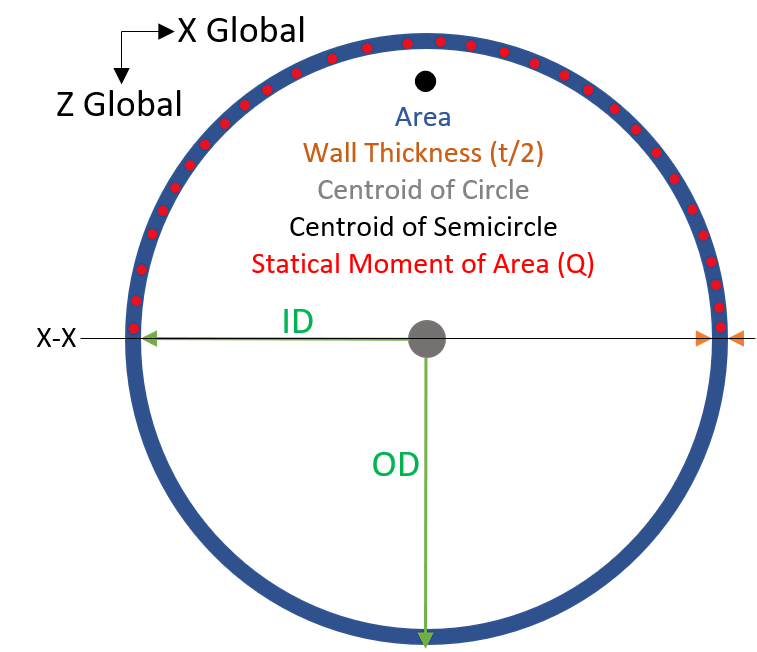 X Global
Z Global
Area
Wall Thickness (t/2)
Centroid of Circle
Centroid of Semicircle
Statical Moment of Area (Q)
ID
X-X
OD